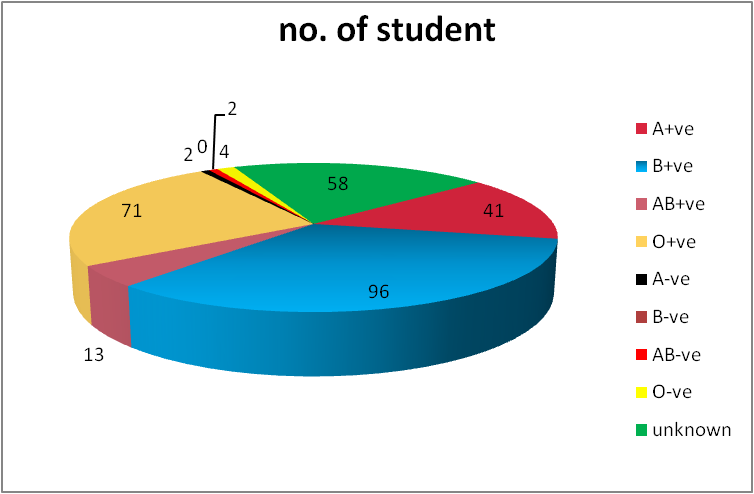 no. of student
2
2
0
4
58
71
41
96
13
A+ve
B+ve
AB+ve
O+ve
A-ve
B-ve
AB-ve
O-ve
unknown